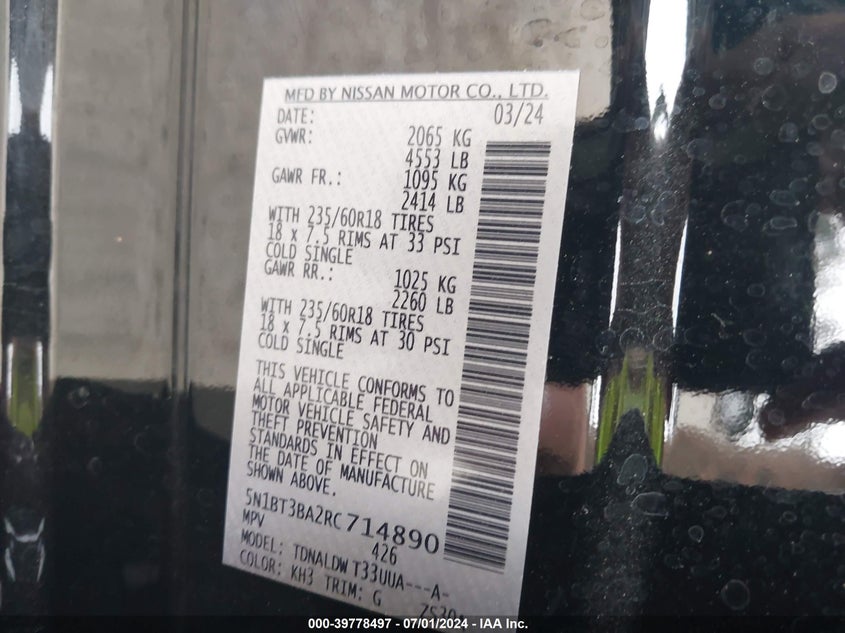 MFD BY NISSAN MOTOR CO., LTD.
DATE: 03/24
GVWR: 2065 KG
4553 LB
GAWR FR.: 1095 KG
2414 LB
WITH 235/60R18 TIRES
18 x 7.5 RIMS AT 33 PSI
COLD SINGLE
GAWR RR.: 1025 KG
2260 LB
WITH 235/60R18 TIRES
18 x 7.5 RIMS AT 30 PSI
COLD SINGLE
THIS VEHICLE CONFORMS TO
ALL APPLICABLE FEDERAL
MOTOR VEHICLE SAFETY AND
THEFT PREVENTION
STANDARDS IN EFFECT ON
THE DATE OF MANUFACTURE
SHOWN ABOVE.
5N1BT3BA2RC714890
MPV 426
MODEL: TDNALDW T33UUA---A-
COLOR: KH3 TRIM: G
000-39778497 - 07/01/2024 - IAA Inc.